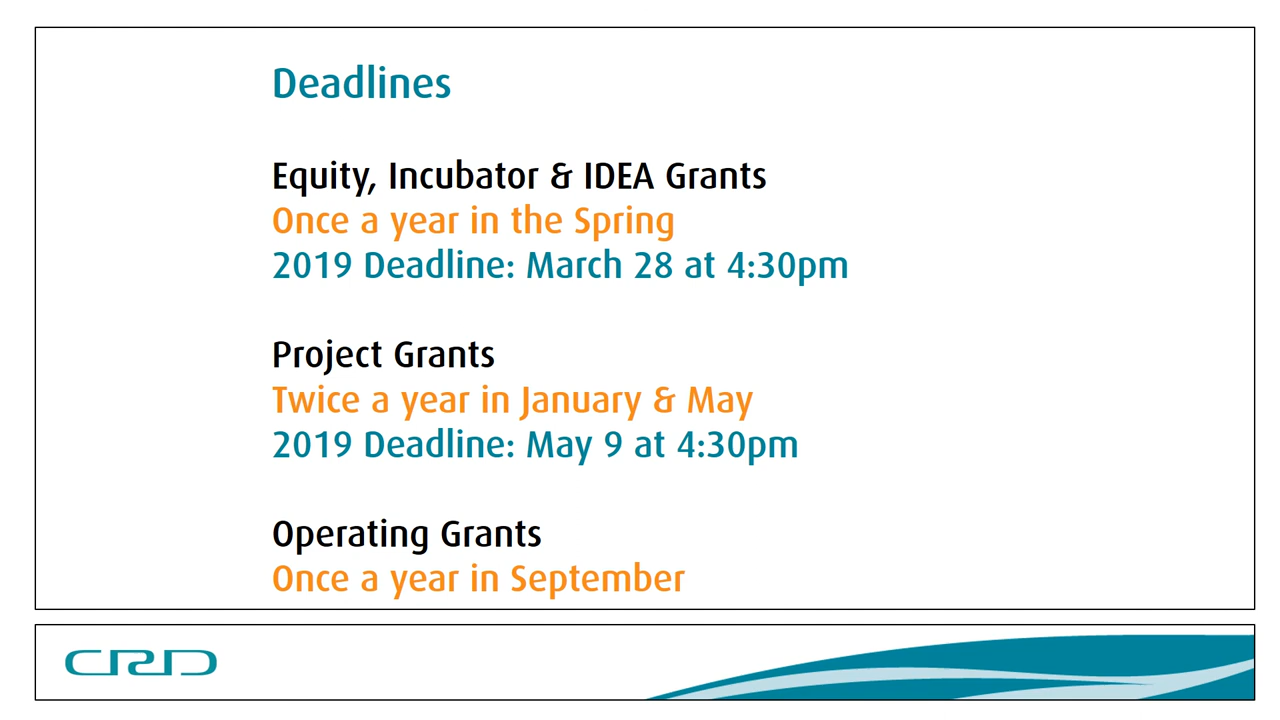 Deadlines
Equity, Incubator & IDEA Grants
Once a year in the Spring
2019 Deadline: March 28 at 4:30pm
Project Grants
Twice a year in January & May
2019 Deadline: May 9 at 4:30pm
Operating Grants
Once a year in September
CRD